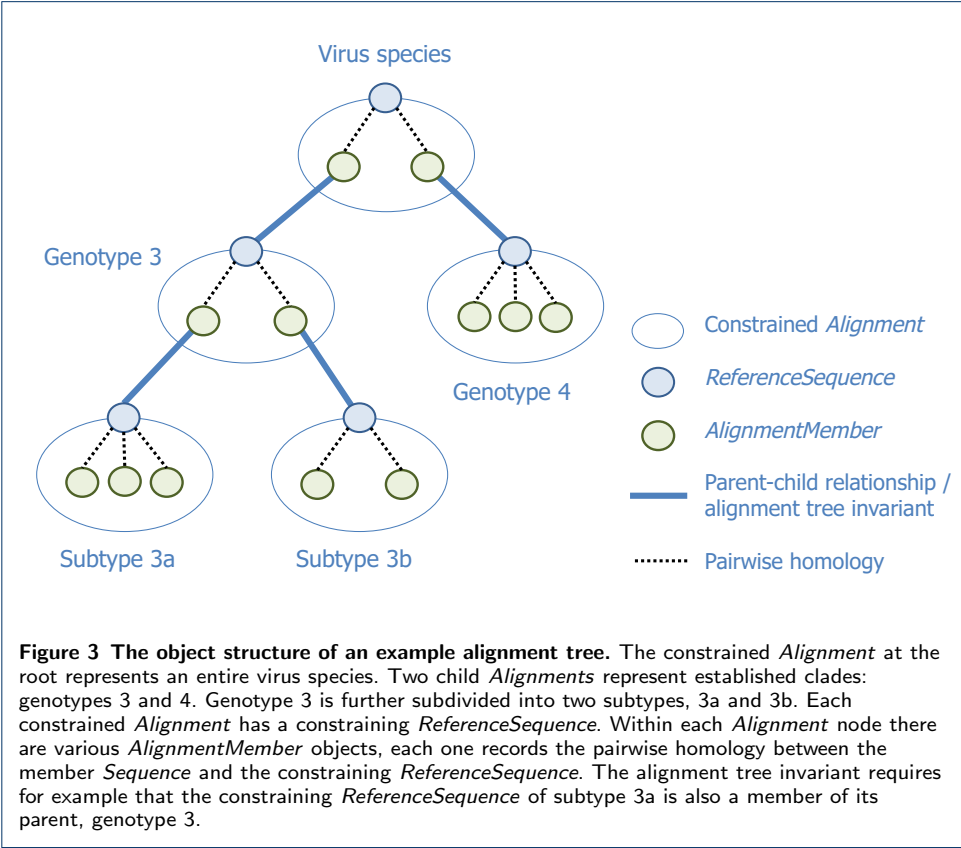 Virus species
Genotype 3
Genotype 4
Subtype 3a
Subtype 3b
Constrained Alignment
ReferenceSequence
AlignmentMember
Parent-child relationship /
alignment tree invariant
Pairwise homology
Figure 3 The object structure of an example alignment tree. The constrained Alignment at the
root represents an entire virus species. Two child Alignments represent established clades:
genotypes 3 and 4. Genotype 3 is further subdivided into two subtypes, 3a and 3b. Each
constrained Alignment has a constraining ReferenceSequence. Within each Alignment node there
are various AlignmentMember objects, each one records the pairwise homology between the
member Sequence and the constraining ReferenceSequence. The alignment tree invariant requires
for example that the constraining ReferenceSequence of subtype 3a is also a member of its
parent, genotype 3.